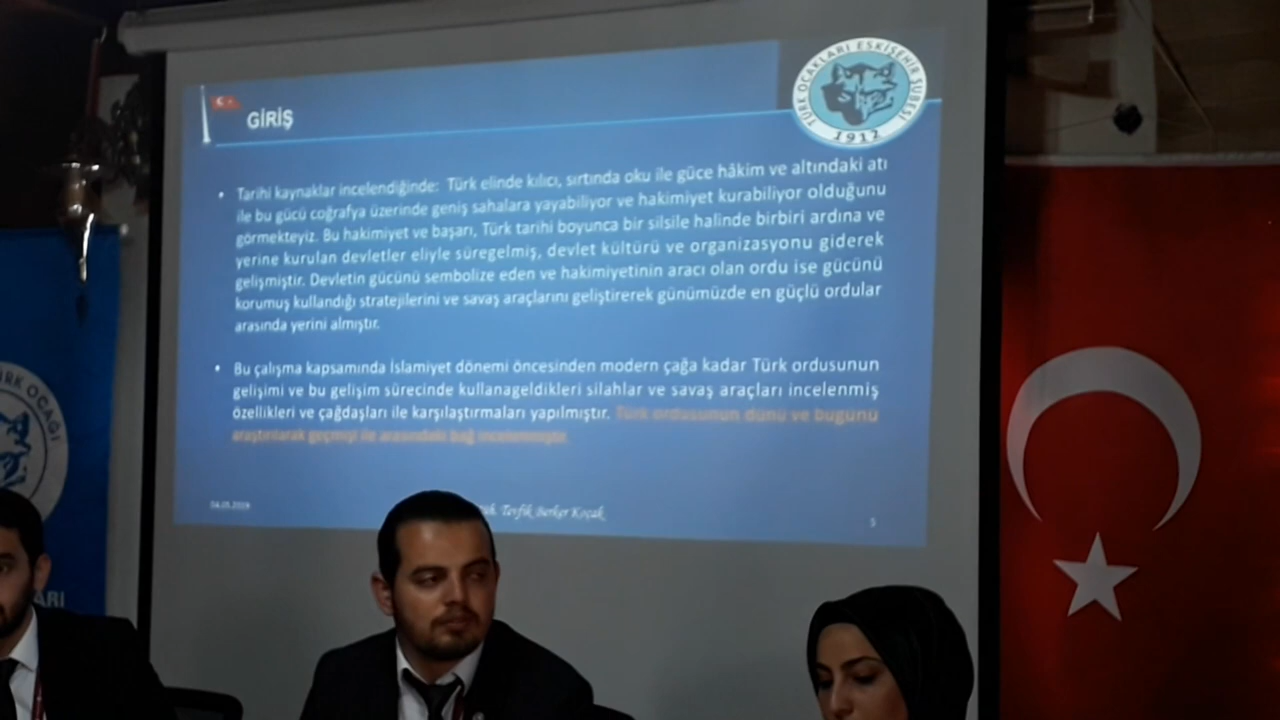 GİRİŞ
TÜRK OCAKLARI ESKİŞEHİR ŞUBESİ
1912
• Tarihi kaynaklar incelendiğinde: Türk elinde kılıcı, sırtında oku ile güce hâkim ve altındaki atı
ile bu gücü coğrafya üzerinde geniş sahalara yayabiliyor ve hakimiyet kurabiliyor olduğunu
görmekteyiz. Bu hakimiyet ve başarı, Türk tarihi boyunca bir silsile halinde birbiri ardına ve
yerine kurulan devletler eliyle süregelmiş, devlet kültürü ve organizasyonu giderek
gelişmiştir. Devletin gücünü sembolize eden ve hakimiyetinin aracı olan ordu ise gücünü
korumuş kullandığı stratejilerini ve savaş araçlarını geliştirerek günümüzde en güçlü ordular
arasında yerini almıştır.
• Bu çalışma kapsamında İslamiyet dönemi öncesinden modern çağa kadar Türk ordusunun
gelişimi ve bu gelişim sürecinde kullanageldikleri silahlar ve savaş araçları incelenmiş
özellikleri ve çağdaşları ile karşılaştırmaları yapılmıştır. Türk ordusunun dünü ve bugünü
araştırılarak geçmişi ile arasındaki bağ incelenmiştir.
04.05.2019
Tevfik Berker Koçak
5
RK OCAĞI
ARI